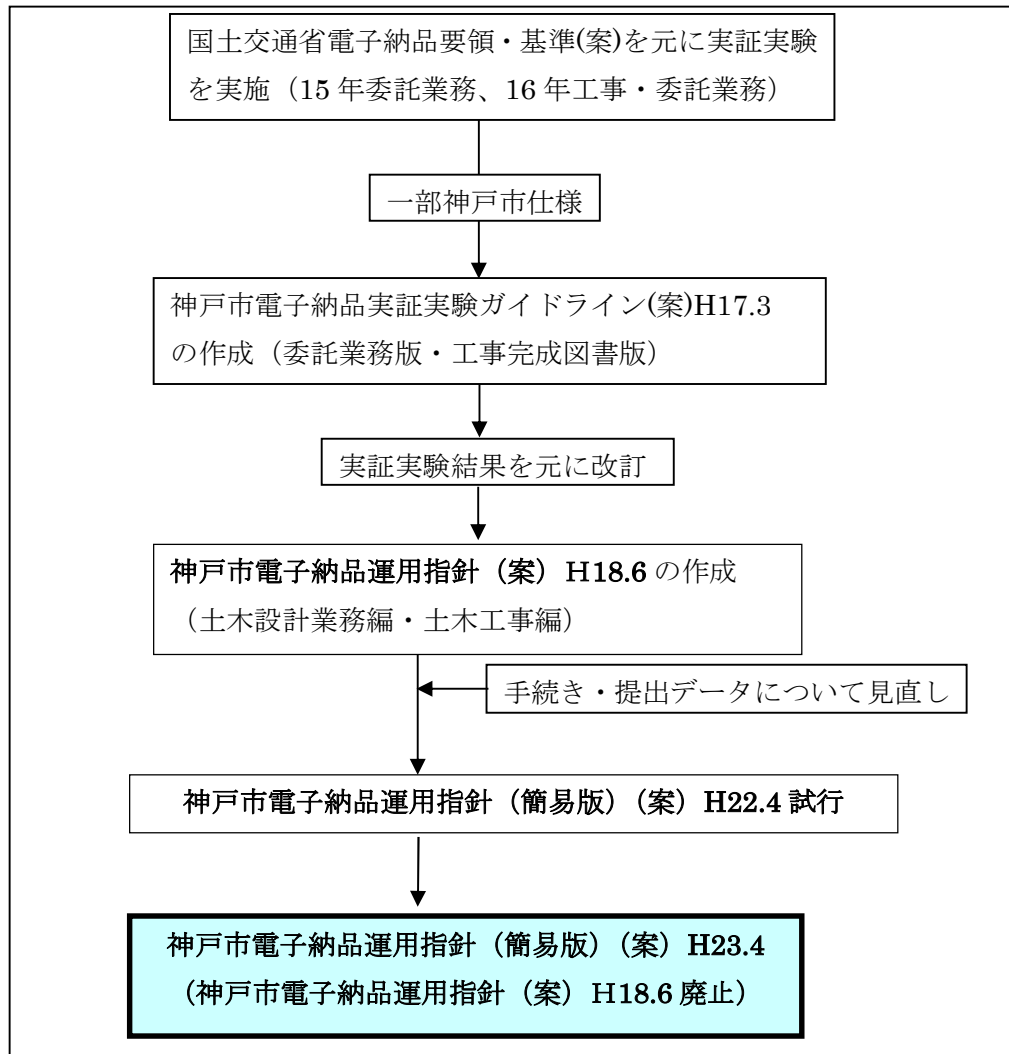 国土交通省電子納品要領・基準(案)を元に実証実験
を実施（15 年委託業務、16 年工事・委託業務）
一部神戸市仕様
神戸市電子納品実証実験ガイドライン(案)H17.3
の作成（委託業務版・工事完成図書版）
実証実験結果を元に改訂
神戸市電子納品運用指針（案）Ｈ18.6 の作成
（土木設計業務編・土木工事編）
手続き・提出データについて見直し
神戸市電子納品運用指針（簡易版）（案）H22.4 試行
神戸市電子納品運用指針（簡易版）（案）H23.4
（神戸市電子納品運用指針（案）Ｈ18.6 廃止）